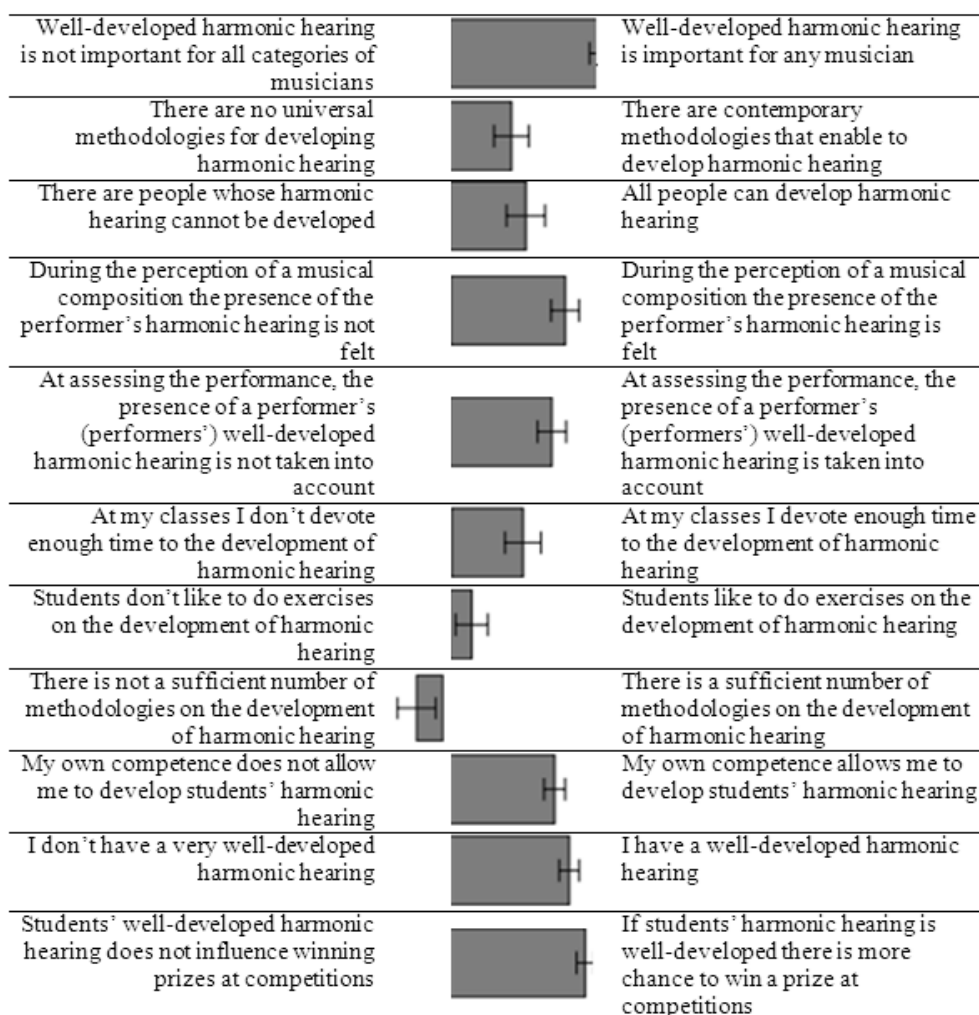 Well-developed harmonic hearing
is not important for all categories of
musicians
Well-developed harmonic hearing
is important for any musician
There are no universal
methodologies for developing
harmonic hearing
There are contemporary
methodologies that enable to
develop harmonic hearing
There are people whose harmonic
hearing cannot be developed
All people can develop harmonic
hearing
During the perception of a musical
composition the presence of the
performer's harmonic hearing is not
felt
During the perception of a musical
composition the presence of the
performer's harmonic hearing is
felt
At assessing the performance, the
presence of a performer's
(performers') well-developed
harmonic hearing is not taken into
account
At assessing the performance, the
presence of a performer's
(performers') well-developed
harmonic hearing is taken into
account
At my classes I don't devote
enough time to the development of
harmonic hearing
At my classes I devote enough time
to the development of harmonic
hearing
Students don't like to do exercises
on the development of harmonic
hearing
Students like to do exercises on the
development of harmonic hearing
There is not a sufficient number of
methodologies on the development
of harmonic hearing
There is a sufficient number of
methodologies on the development
of harmonic hearing
My own competence does not allow
me to develop students' harmonic
hearing
My own competence allows me to
develop students' harmonic hearing
I don't have a very well-developed
harmonic hearing
I have a well-developed harmonic
hearing
Students' well-developed harmonic
hearing does not influence winning
prizes at competitions
If students' harmonic hearing is
well-developed there is more
chance to win a prize at
competitions